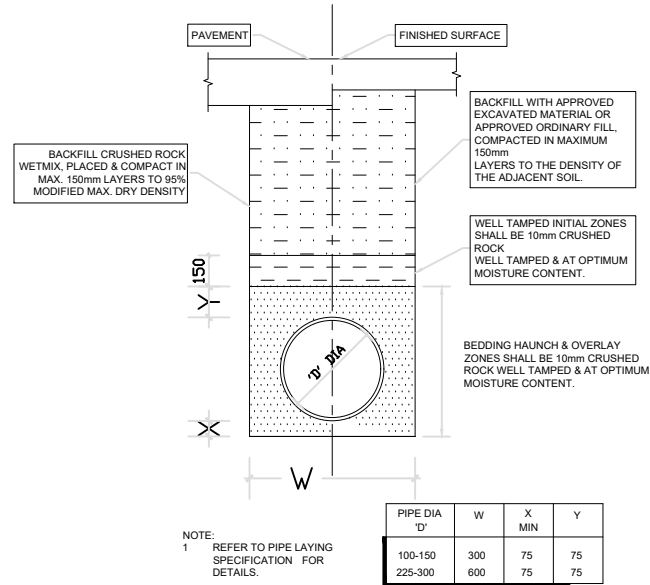 PAVEMENT
FINISHED SURFACE
BACKFILL CRUSHED ROCK
WETMIX, PLACED & COMPACT IN
MAX. 150mm LAYERS TO 95%
MODIFIED MAX. DRY DENSITY
BACKFILL WITH APPROVED
EXCAVATED MATERIAL OR
APPROVED ORDINARY FILL,
COMPACTED IN MAXIMUM
150mm
LAYERS TO THE DENSITY OF
THE ADJACENT SOIL.
WELL TAMPED INITIAL ZONES
SHALL BE 10mm CRUSHED
ROCK
WELL TAMPED & AT OPTIMUM
MOISTURE CONTENT.
150
Y
'D' DIA
BEDDING HAUNCH & OVERLAY
ZONES SHALL BE 10mm CRUSHED
ROCK WELL TAMPED & AT OPTIMUM
MOISTURE CONTENT.
X
W
NOTE:
1 REFER TO PIPE LAYING
SPECIFICATION FOR
DETAILS.
PIPE DIA W X Y
'D' MIN
100-150 300 75 75
225-300 600 75 75